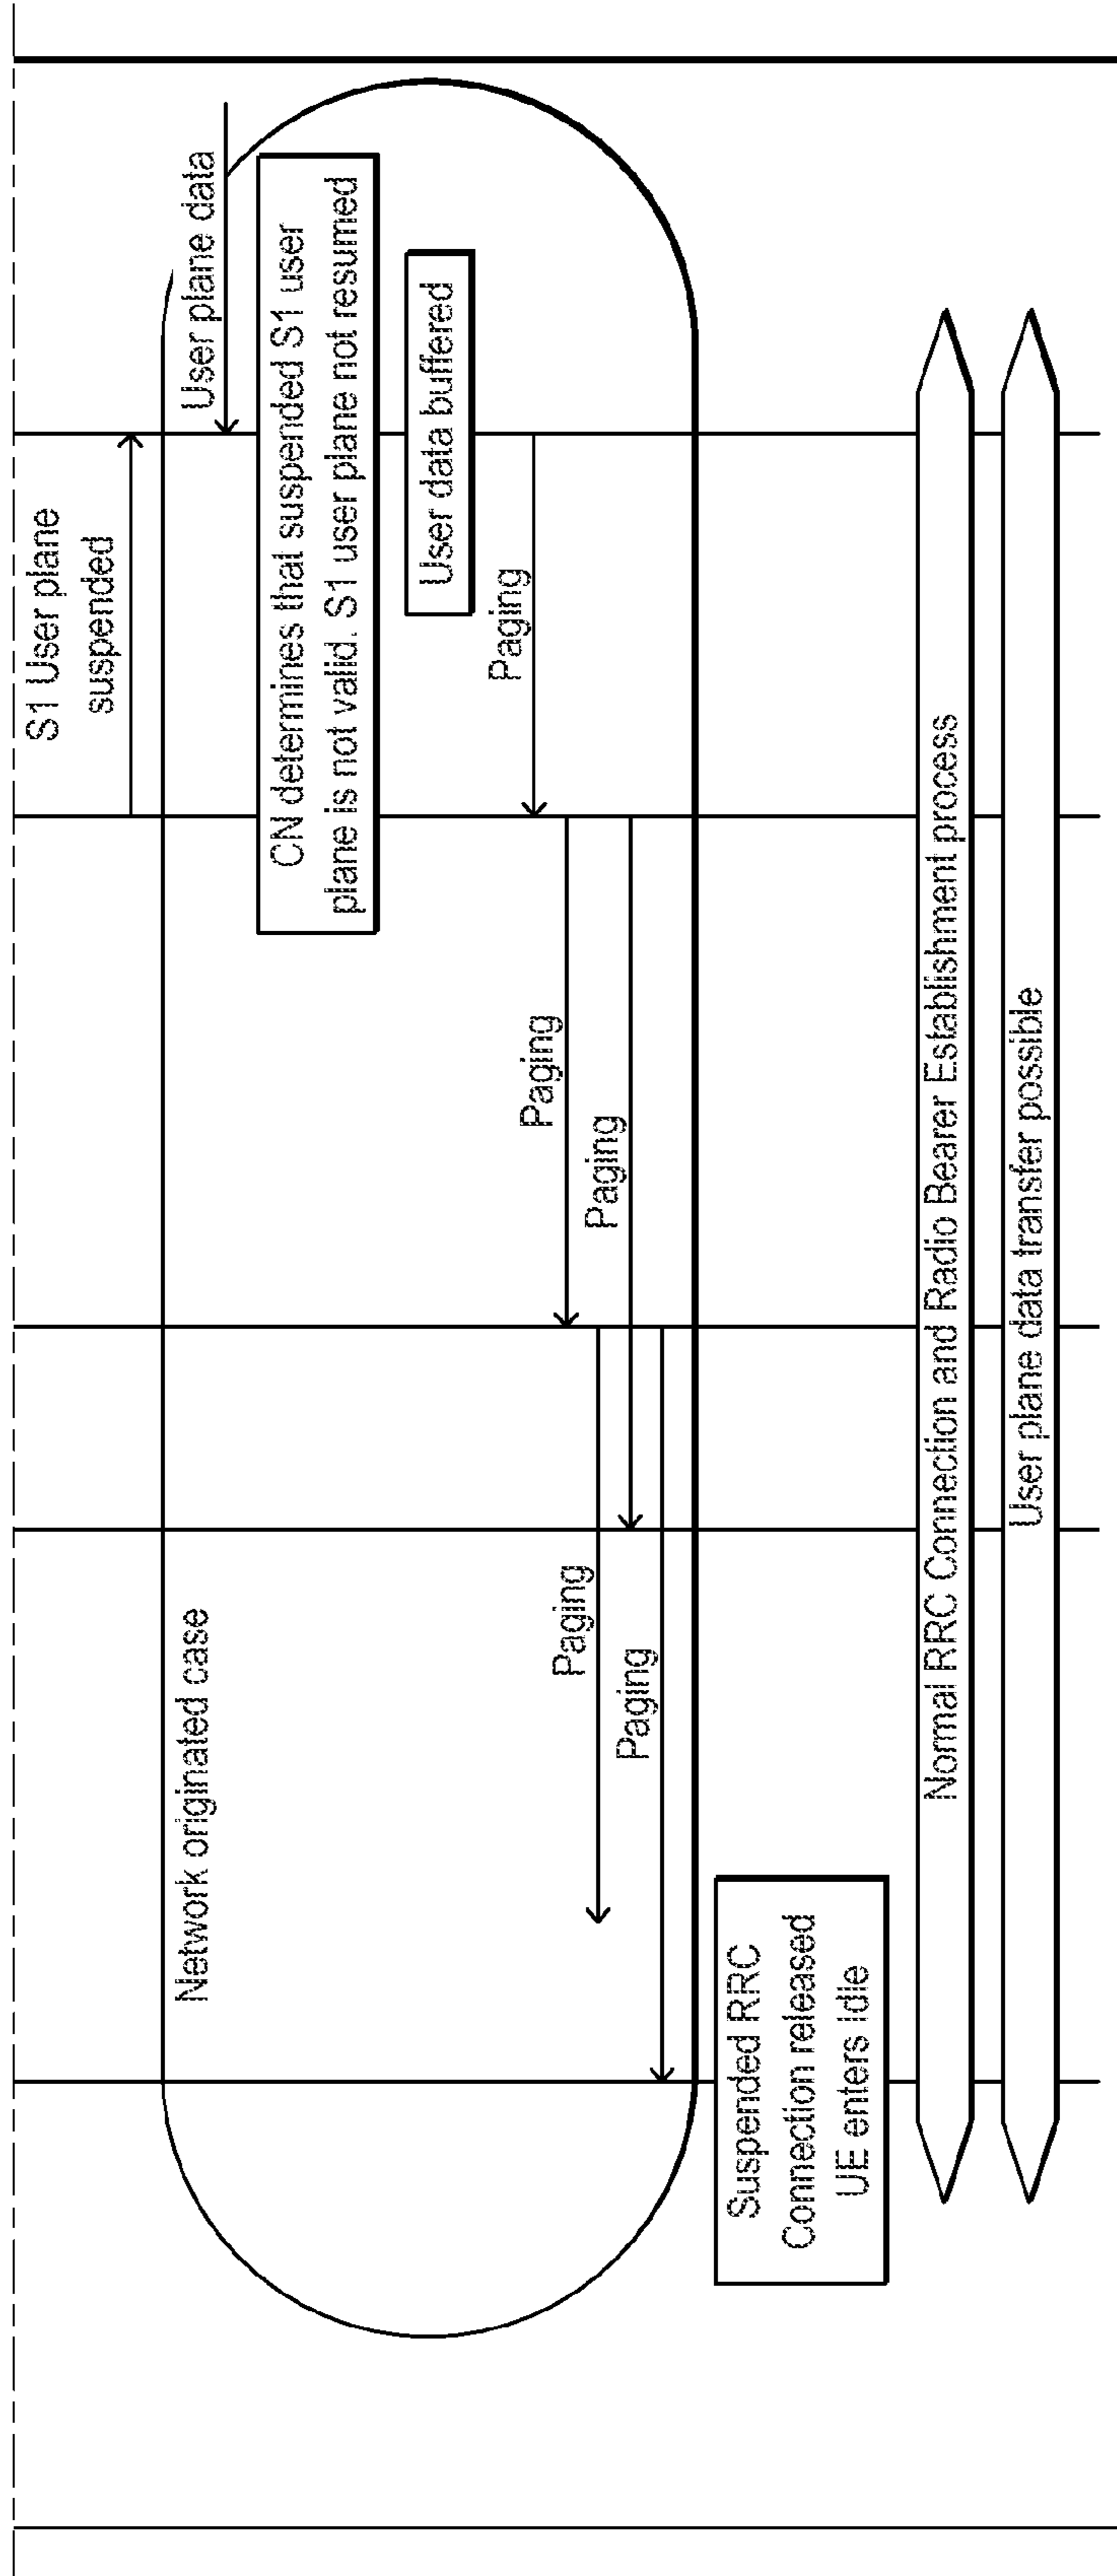 S1 User plane
suspended
User plane data
Network originated case
CN determines that suspended S1 user
plane is not valid. S1 user plane not resumed
User data buffered
Paging
Paging
Paging
Paging
Paging
Suspended RRC
Connection released
UE enters Idle
Normal RRC Connection and Radio Bearer Establishment process
User plane data transfer possible